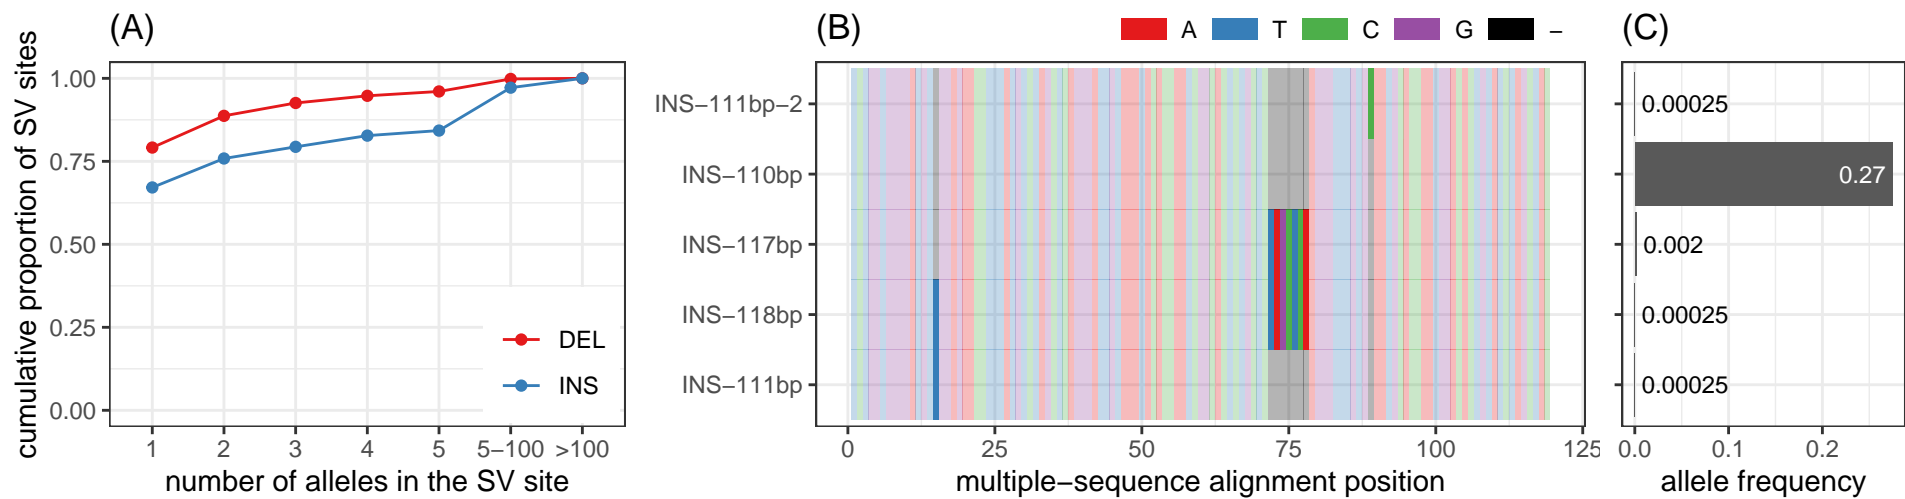 (A)
cumulative proportion of SV sites
1.00
0.75
0.50
0.25
0.00
DEL
INS
1 2 3 4 5 5−100 >100
number of alleles in the SV site
(B)
A T C G −
INS−111bp−2
INS−110bp
INS−117bp
INS−118bp
INS−111bp
0 25 50 75 100 125
multiple−sequence alignment position
(C)
0.00025
0.27
0.002
0.00025
0.00025
0.0 0.1 0.2
allele frequency